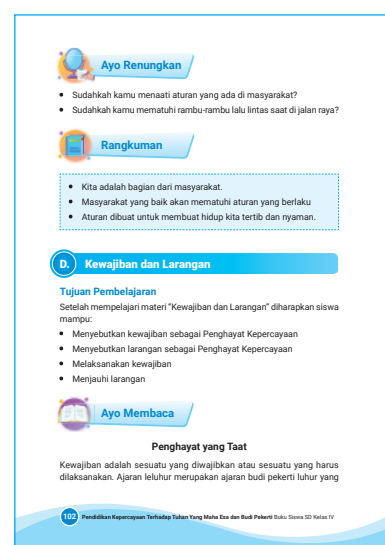 Ayo Renungkan
• Sudahkah kamu menaati aturan yang ada di masyarakat?
• Sudahkah kamu mematuhi rambu-rambu lalu lintas saat di jalan raya?
Rangkuman
• Kita adalah bagian dari masyarakat.
• Masyarakat yang baik akan mematuhi aturan yang berlaku
• Aturan dibuat untuk membuat hidup kita tertib dan nyaman.
D. Kewajiban dan Larangan
Tujuan Pembelajaran
Setelah mempelajari materi “Kewajiban dan Larangan” diharapkan siswa
mampu:
• Menyebutkan kewajiban sebagai Penghayat Kepercayaan
• Menyebutkan larangan sebagai Penghayat Kepercayaan
• Melaksanakan kewajiban
• Menjauhi larangan
Ayo Membaca
Penghayat yang Taat
Kewajiban adalah sesuatu yang diwajibkan atau sesuatu yang harus
dilaksanakan. Ajaran leluhur merupakan ajaran budi pekerti luhur yang
102 Pendidikan Kepercayaan Terhadap Tuhan Yang Maha Esa dan Budi Pekerti Buku Siswa SD Kelas IV